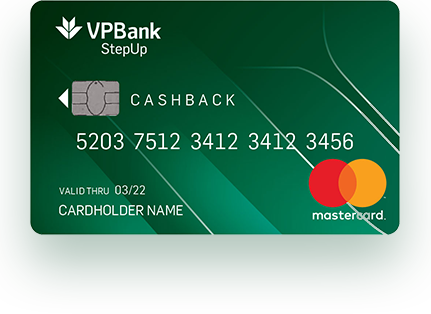 VPBank
StepUp
CASHBACK
5203 7512 3412 3412 3456
VALID THRU 03/22
CARDHOLDER NAME
mastercard.